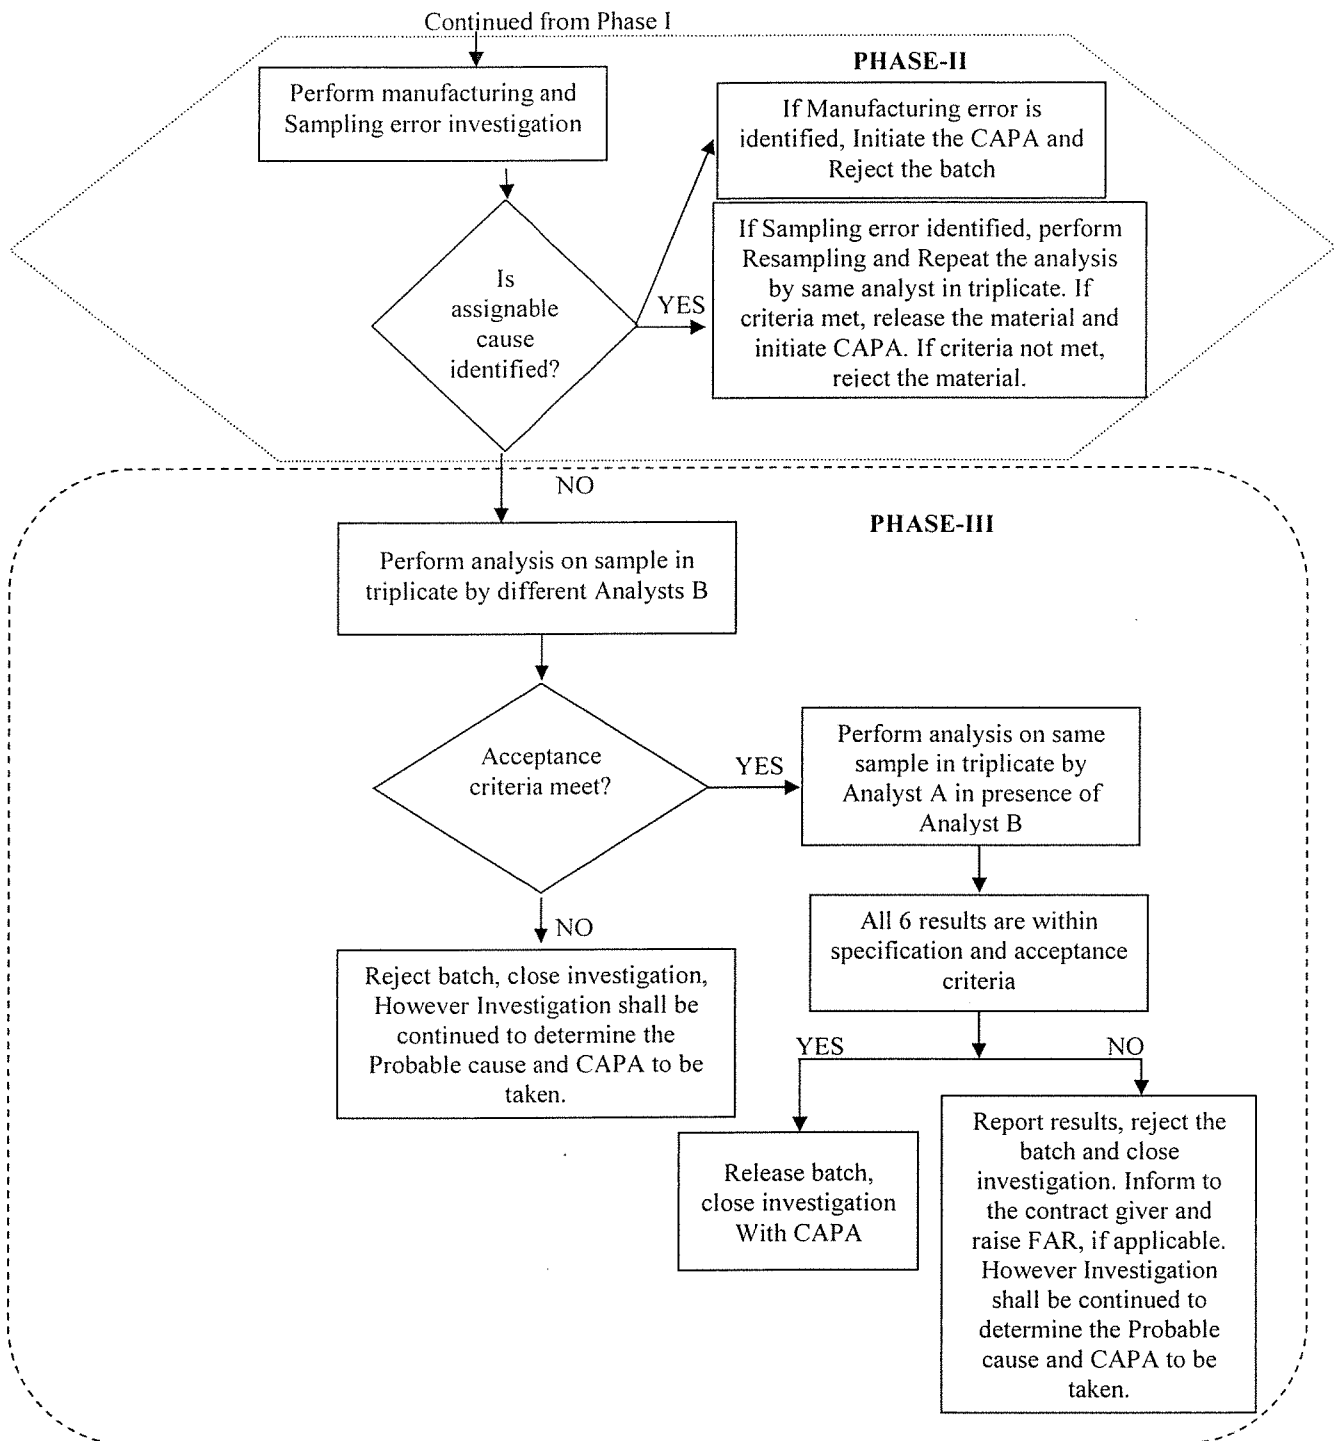 Continued from Phase I
PHASE-II
Perform manufacturing and
Sampling error investigation
If Manufacturing error is
identified, Initiate the CAPA and
Reject the batch
If Sampling error identified, perform
Resampling and Repeat the analysis
by same analyst in triplicate. If
criteria met, release the material and
initiate CAPA. If criteria not met,
reject the material.
Is
assignable
cause
identified?
YES
NO
PHASE-III
Perform analysis on sample in
triplicate by different Analysts B
Acceptance
criteria meet?
YES
Perform analysis on same
sample in triplicate by
Analyst A in presence of
Analyst B
NO
All 6 results are within
specification and acceptance
criteria
Reject batch, close investigation,
However Investigation shall be
continued to determine the
Probable cause and CAPA to be
taken.
YES
NO
Release batch,
close investigation
With CAPA
Report results, reject the
batch and close
investigation. Inform to
the contract giver and
raise FAR, if applicable.
However Investigation
shall be continued to
determine the Probable
cause and CAPA to be
taken.